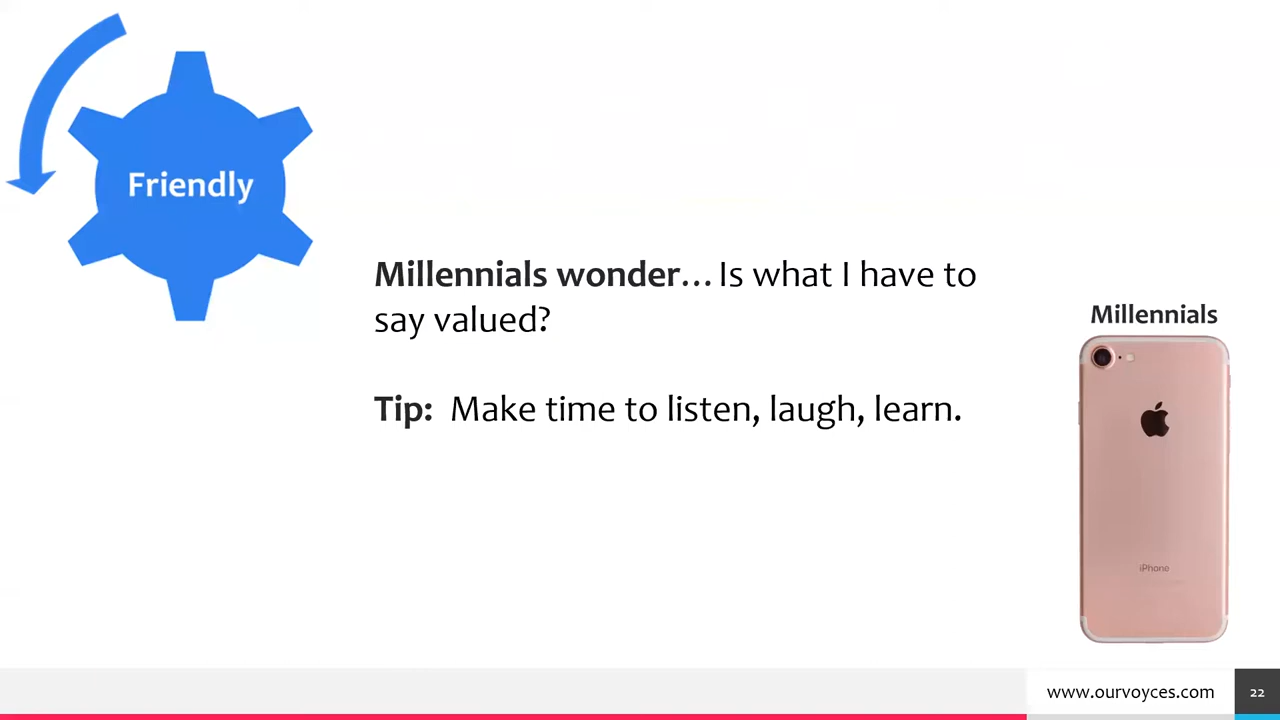 Friendly
Millennials wonder…Is what I have to
say valued?
Tip: Make time to listen, laugh, learn.
Millennials
iPhone
www.ourvoyces.com
22